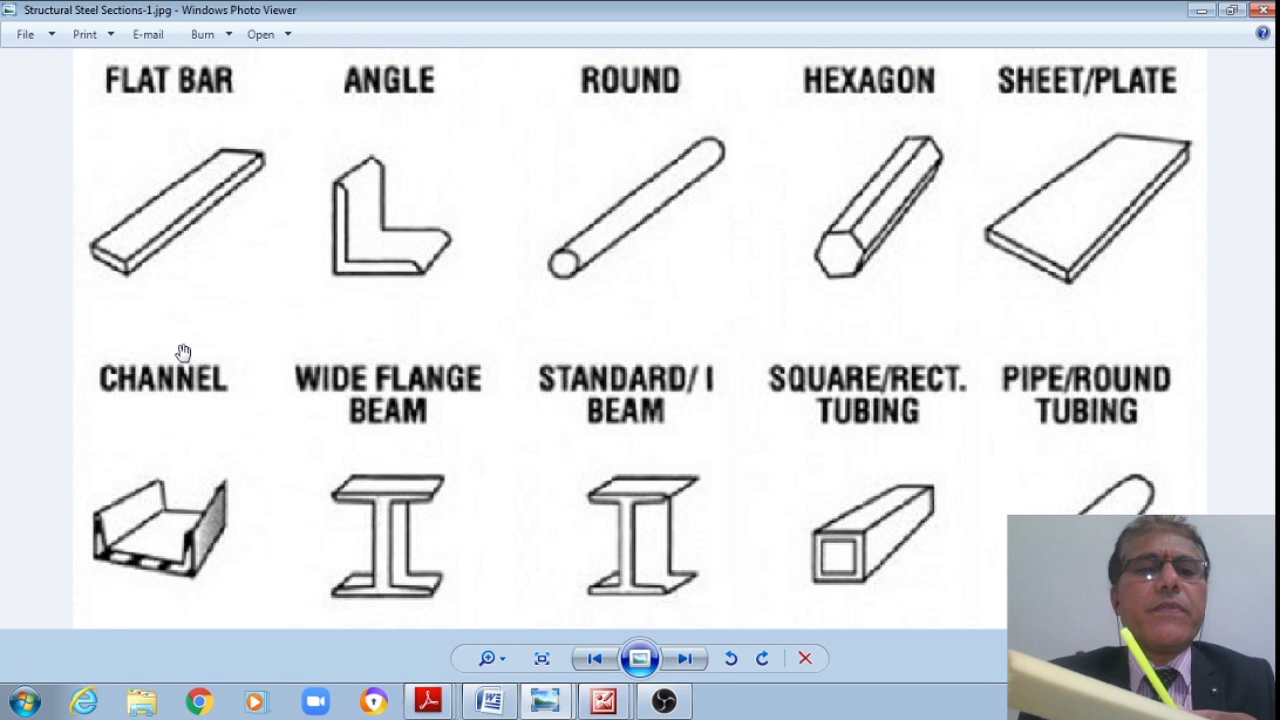 Structural Steel Sections-1.jpg - Windows Photo Viewer
File Print E-mail Burn Open
FLAT BAR ANGLE ROUND HEXAGON SHEET/PLATE
CHANNEL WIDE FLANGE STANDARD/ I SQUARE/RECT. PIPE/ROUND
BEAM BEAM TUBING TUBING